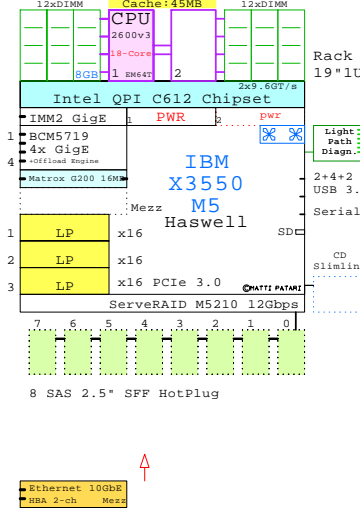 12xDIMM Cache:45MB 12xDIMM
CPU
2600v3
18-Core
8GB 1 EM64T 2
Rack
19"1U
2x9.6GT/s
Intel QPI C612 Chipset
IMM2 GigE 1 PWR 2 pwr
1 BCM5719
4x GigE
4 +Offload Engine
Matrox G200 16MB
Light
Path
Diagn.
IBM
X3550
M5
Haswell
2+4+2
USB 3.
Serial
SD
Mezz
1 LP x16
2 LP x16
3 LP x16 PCIe 3.0
CD
Slimlin
©MATTI PATARI
ServeRAID M5210 12Gbps
7 6 5 4 3 2 1 0
8 SAS 2.5" SFF HotPlug
Ethernet 10GbE
HBA 2-ch Mezz